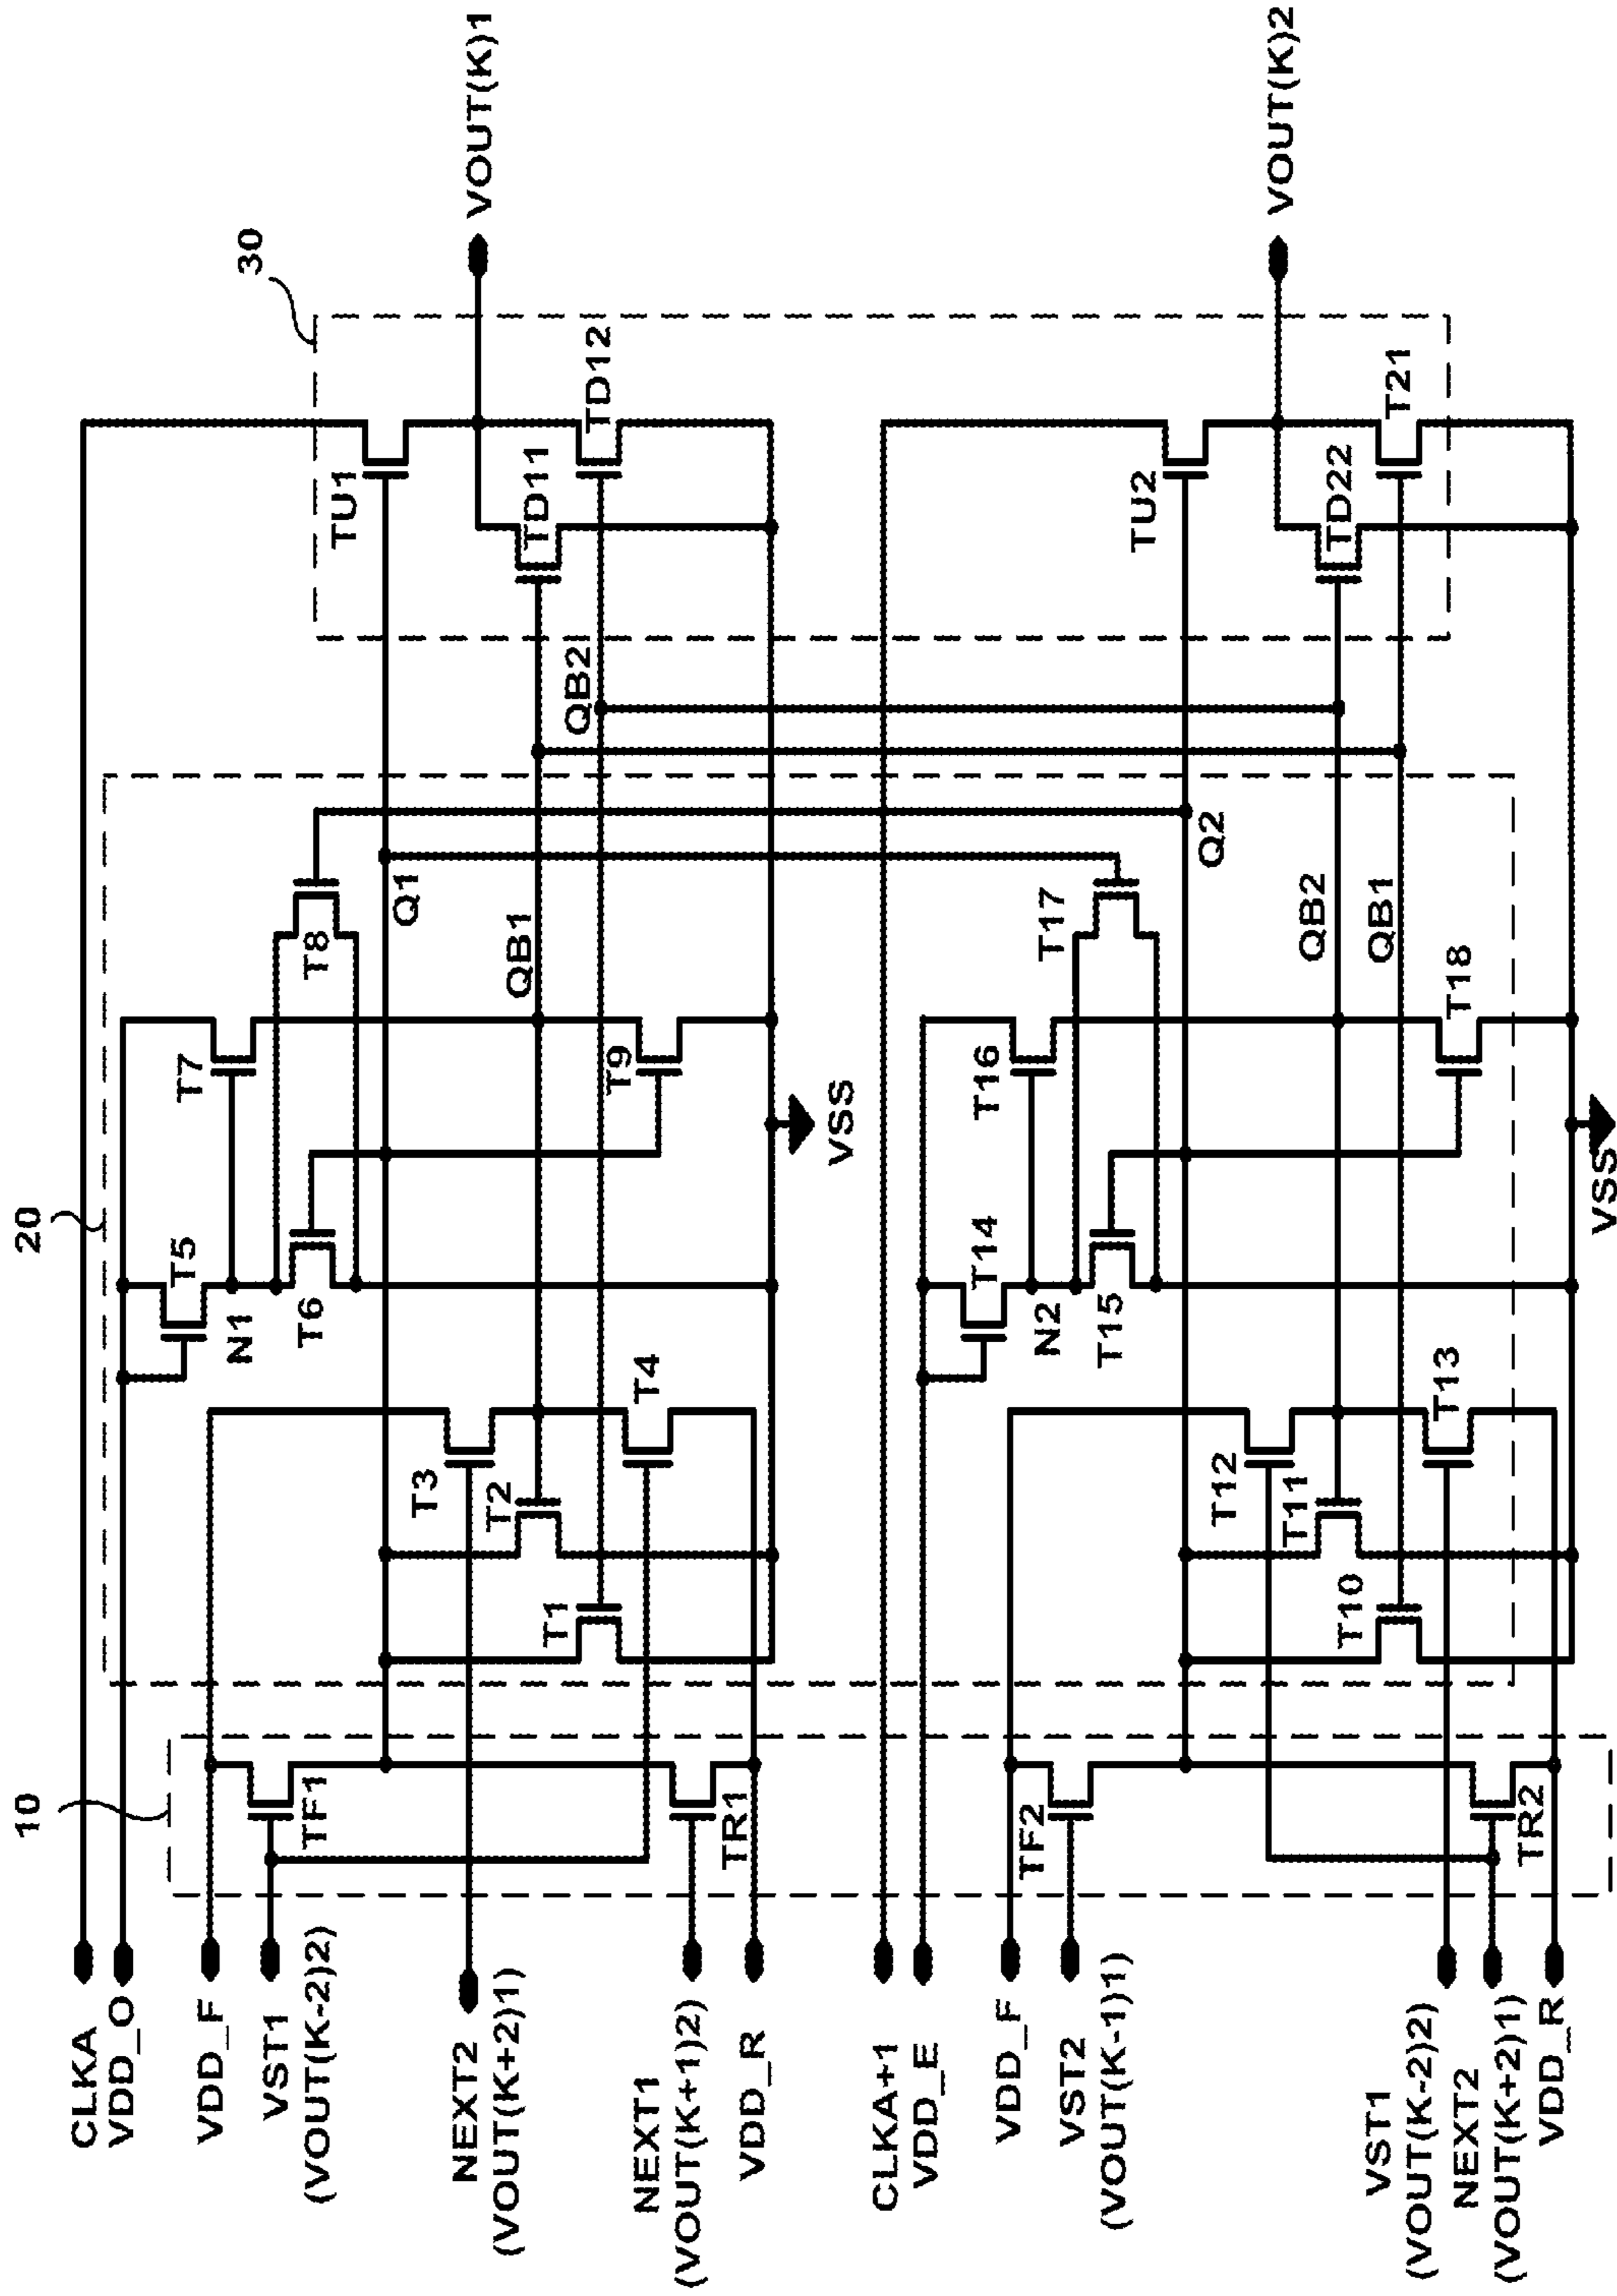 CLKA
VDD_O
VDD_F
VST1
(VOUT(K-2)2)
NEXT2
(VOUT(K+2)1)
NEXT1
(VOUT(K+1)2)
VDD_R
CLKA+1
VDD_E
VDD_F
VST2
(VOUT(K-1)1)
VST1
(VOUT(K-2)2)
NEXT2
(VOUT(K+2)1)
VDD_R
10
TF1
TR1
TF2
TR2
20
T5
N1
T6
T7
T8
T3
T2
T1
T4
T9
Q1
QB1
VSS
T14
N2
T15
T16
T17
T12
T11
T10
T13
T18
Q2
QB2
QB1
VSS
30
TU1
TD11
TD12
QB2
TU2
TD22
T21
VOUT(K)1
VOUT(K)2